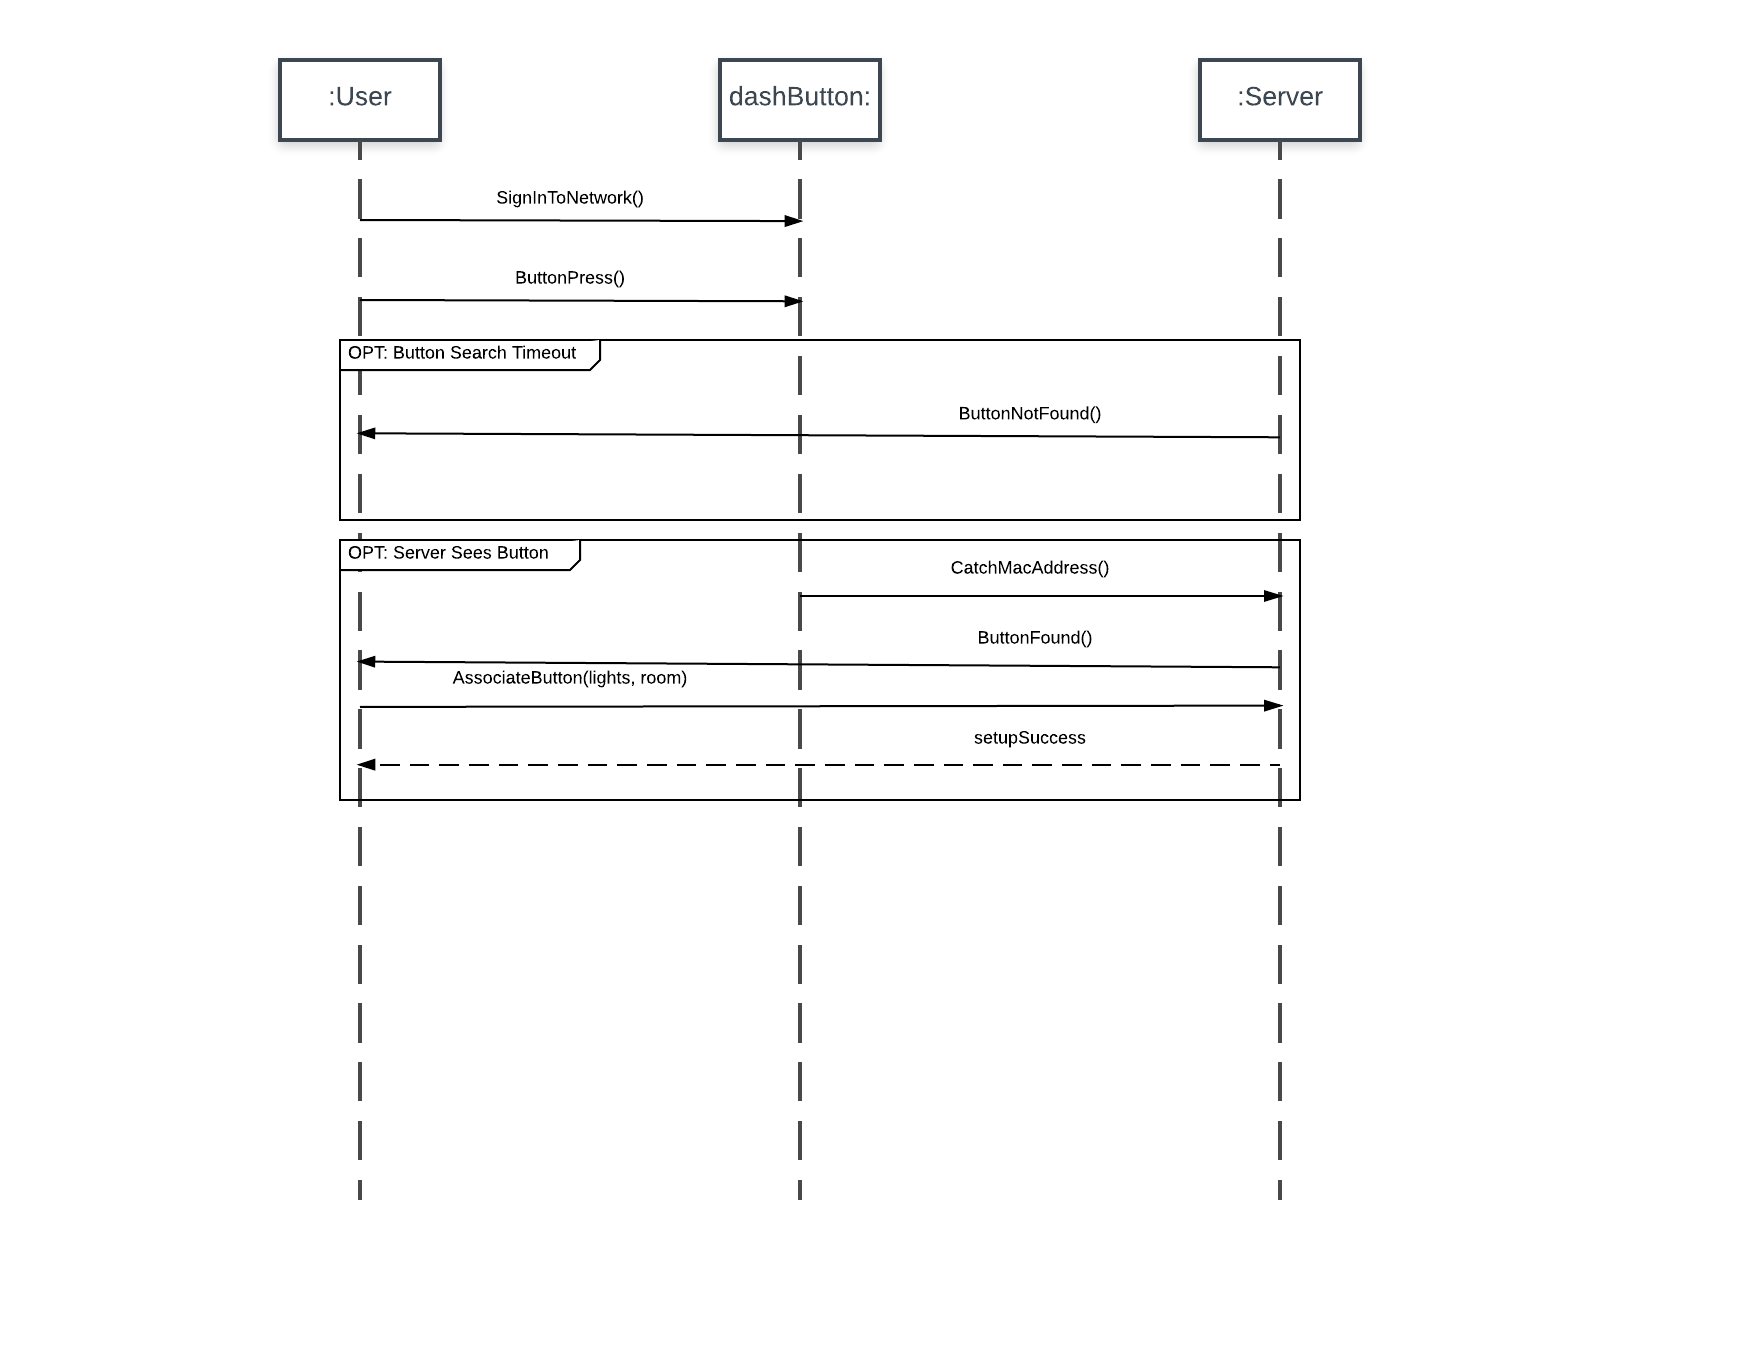 :User
dashButton:
:Server
SignInToNetwork()
ButtonPress()
OPT: Button Search Timeout
ButtonNotFound()
OPT: Server Sees Button
CatchMacAddress()
ButtonFound()
AssociateButton(lights, room)
setupSuccess